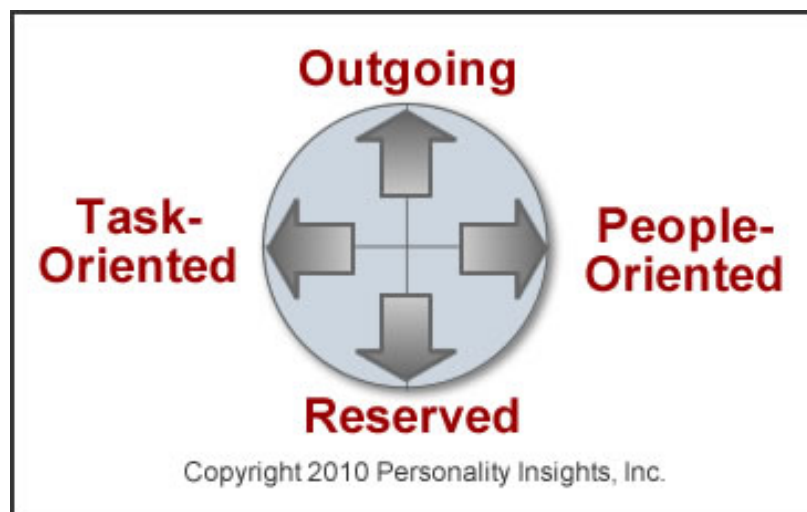 Outgoing
Task-
Oriented
People-
Oriented
Reserved
Copyright 2010 Personality Insights, Inc.